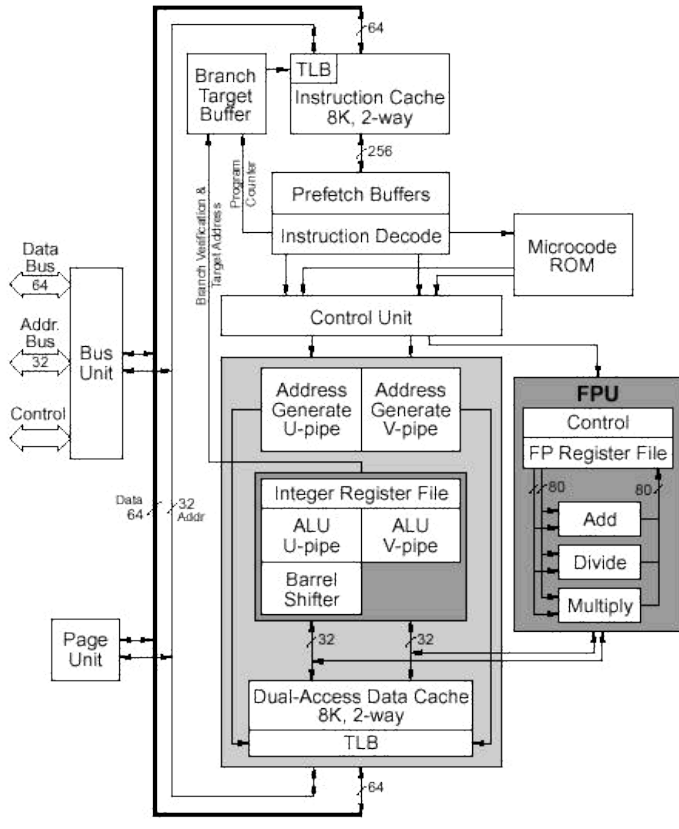 64
TLB
Branch
Target
Buffer
Instruction Cache
8K, 2-way
256
Branch Verification &
Target Address
Program
Counter
Prefetch Buffers
Instruction Decode
Microcode
ROM
Control Unit
Data
Bus
64
Addr.
Bus
32
Control
Bus
Unit
Address
Generate
U-pipe
Address
Generate
V-pipe
FPU
Control
FP Register File
80
80
Add
Divide
Multiply
Integer Register File
ALU
U-pipe
ALU
V-pipe
Barrel
Shifter
Data
64
32
Addr
32
32
Page
Unit
Dual-Access Data Cache
8K, 2-way
TLB
64